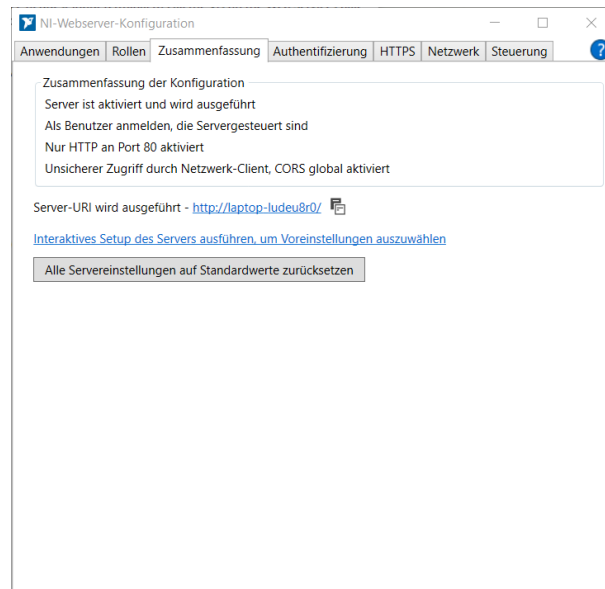 NI-Webserver-Konfiguration
Anwendungen Rollen Zusammenfassung Authentifizierung HTTPS Netzwerk Steuerung ?
Zusammenfassung der Konfiguration
Server ist aktiviert und wird ausgeführt
Als Benutzer anmelden, die Servergesteuert sind
Nur HTTP an Port 80 aktiviert
Unsicherer Zugriff durch Netzwerk-Client, CORS global aktiviert
Server-URI wird ausgeführt - http://laptop-ludeu8r0/
Interaktives Setup des Servers ausführen, um Voreinstellungen auszuwählen
Alle Servereinstellungen auf Standardwerte zurücksetzen